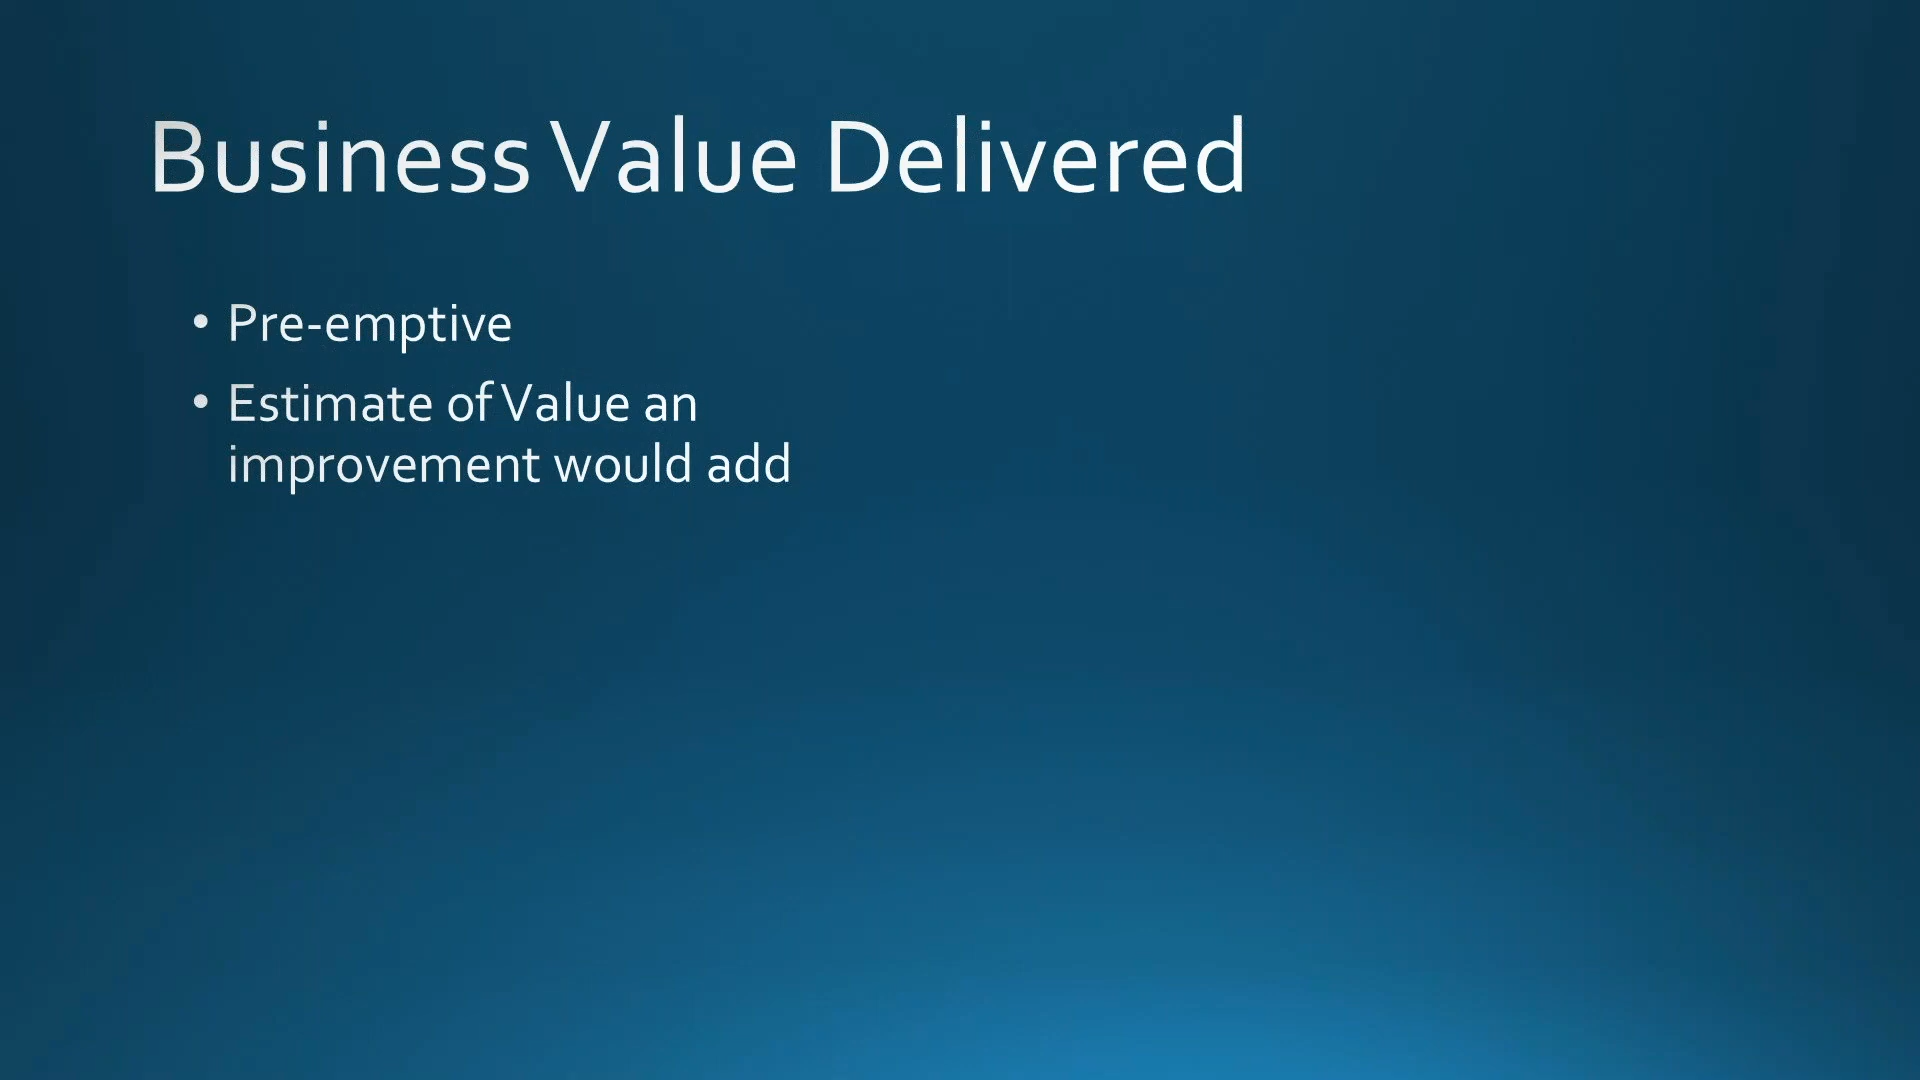 Business Value Delivered
• Pre-emptive
• Estimate of Value an
improvement would add